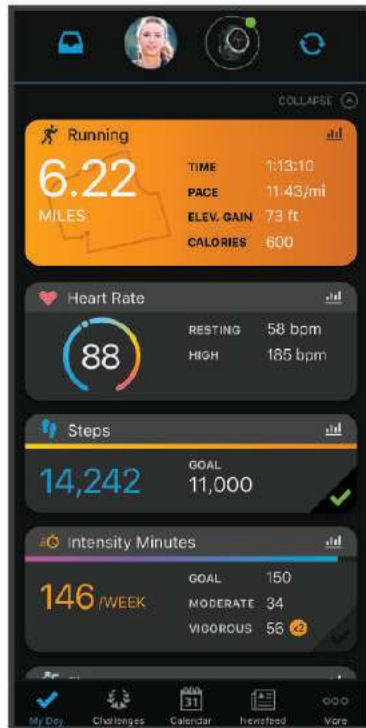 COLLAPSE
Running
6.22
MILES
TIME 1:13:10
PACE 11:43/mi
ELEV. GAIN 73 ft
CALORIES 600
Heart Rate
88
RESTING 58 bpm
HIGH 185 bpm
Steps
14,242
GOAL
11,000
Intensity Minutes
146 /WEEK
GOAL 150
MODERATE 34
VIGOROUS 56 x2
31
My Day Challenges Calendar Newsfeed More